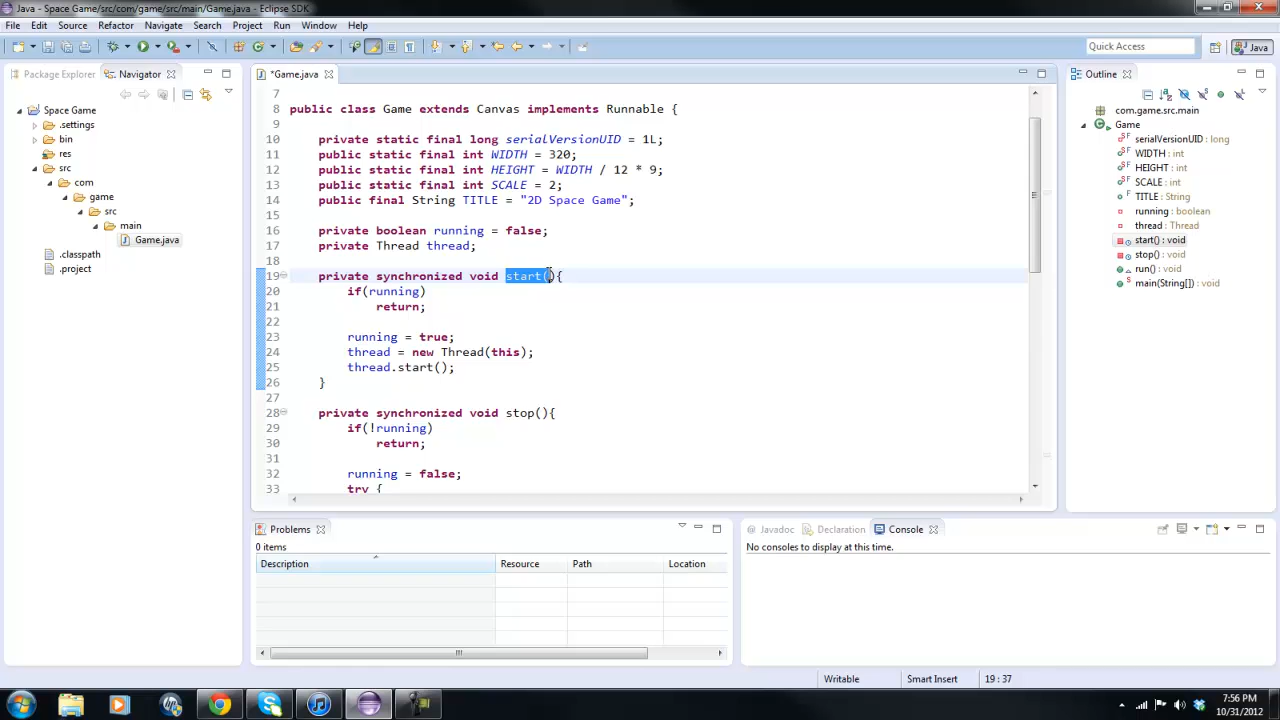 Java - Space Game/src/com/game/src/main/Game.java - Eclipse SDK
File Edit Source Refactor Navigate Search Project Run Window Help
Quick Access
Java
Package Explorer
Navigator
Space Game
.settings
bin
res
src
com
game
src
main
Game.java
.classpath
.project
*Game.java
7
8 public class Game extends Canvas implements Runnable {
9
10 private static final long serialVersionUID = 1L;
11 public static final int WIDTH = 320;
12 public static final int HEIGHT = WIDTH / 12 * 9;
13 public static final int SCALE = 2;
14 public final String TITLE = "2D Space Game";
15
16 private boolean running = false;
17 private Thread thread;
18
19 private synchronized void start(){
20 if(running)
21 return;
22
23 running = true;
24 thread = new Thread(this);
25 thread.start();
26 }
27
28 private synchronized void stop(){
29 if(!running)
30 return;
31
32 running = false;
33 try {
Outline
com.game.src.main
Game
serialVersionUID : long
WIDTH : int
HEIGHT : int
SCALE : int
TITLE : String
running : boolean
thread : Thread
start() : void
stop() : void
run() : void
main(String[]) : void
Problems
0 items
Description Resource Path Location
Javadoc Declaration Console
No consoles to display at this time.
Writable Smart Insert 19 : 37
7:56 PM
10/31/2012